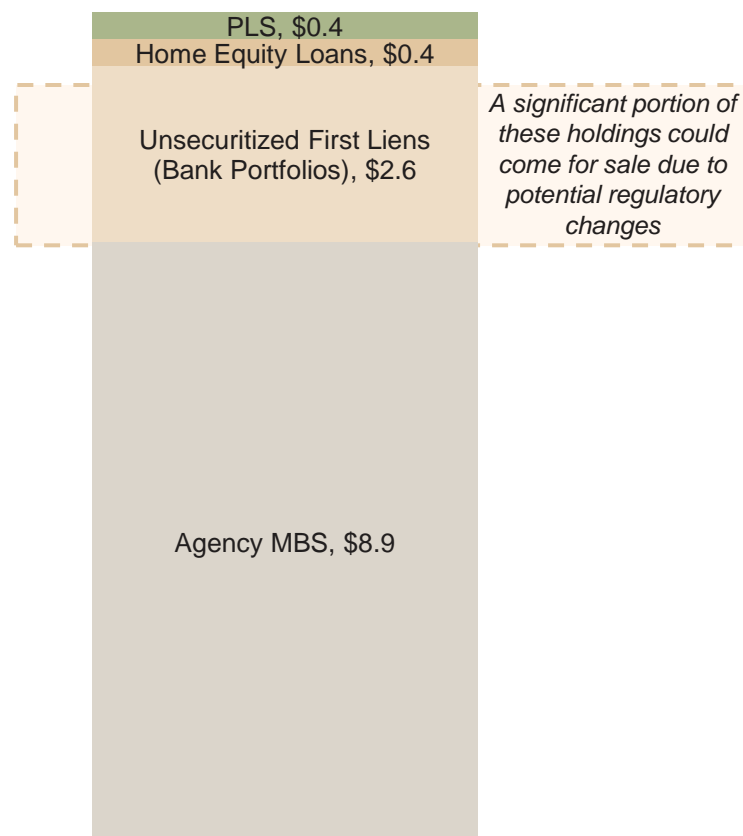 PLS, $0.4
Home Equity Loans, $0.4
Unsecuritized First Liens
(Bank Portfolios), $2.6
A significant portion of
these holdings could
come for sale due to
potential regulatory
changes
Agency MBS, $8.9